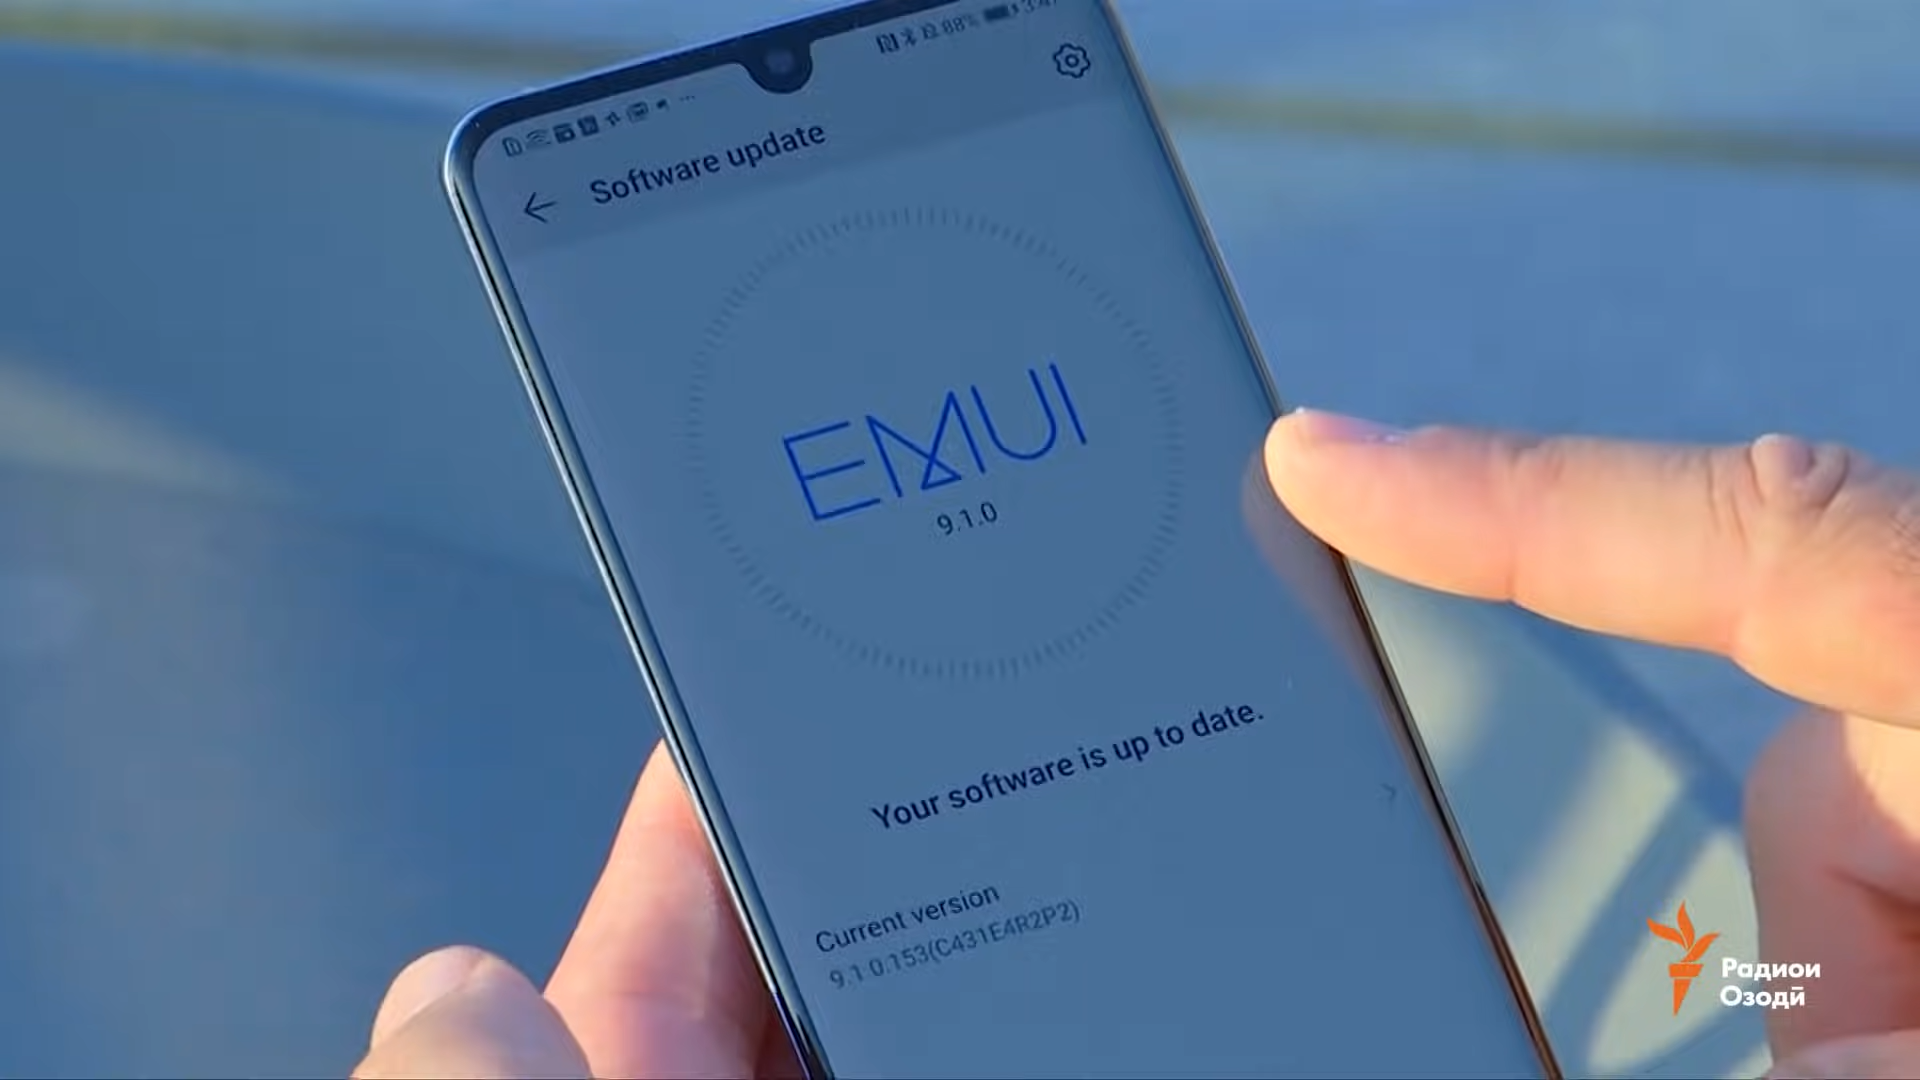 88%
Software update
EMUI
9.1.0
Your software is up to date.
Current version
9.1.0.153(C431E4R2P2)
Радиои
Озодӣ